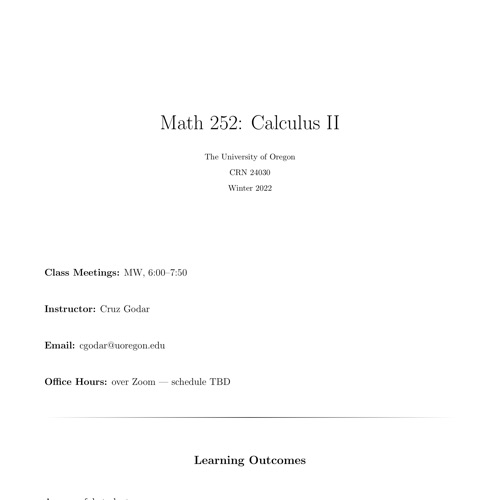 Math 252: Calculus II
The University of Oregon
CRN 24030
Winter 2022
Class Meetings: MW, 6:00–7:50
Instructor: Cruz Godar
Email: cgodar@uoregon.edu
Office Hours: over Zoom — schedule TBD
Learning Outcomes